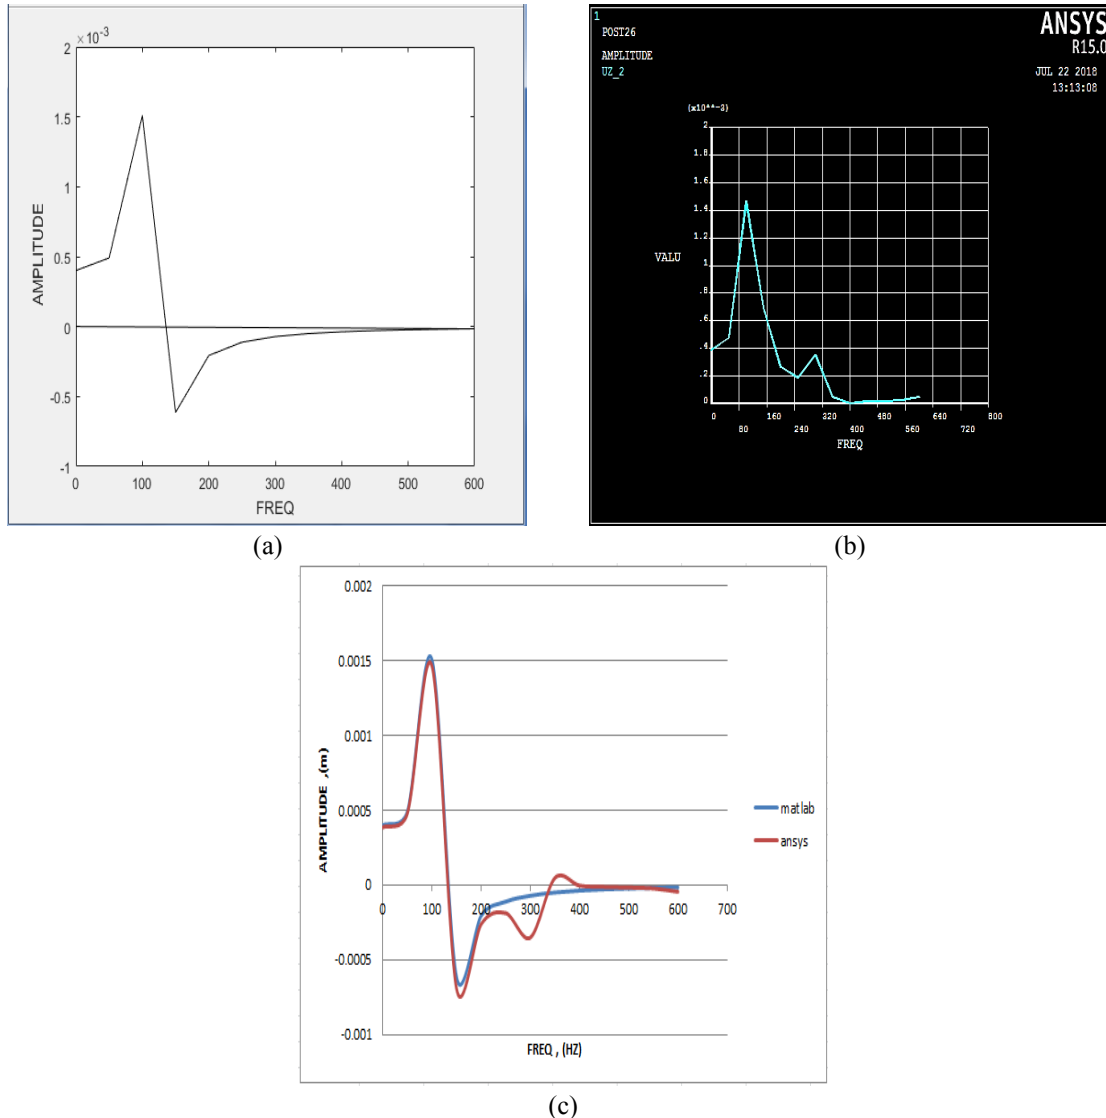 ×10^-3
2
1.5
1
0.5
0
-0.5
-1
AMPLITUDE
0 100 200 300 400 500 600
FREQ
(a)
1
POST26
AMPLITUDE
UZ_2
ANSYS
R15.0
JUL 22 2018
13:13:08
(x10**-3)
2
1.8
1.6
1.4
1.2
1
.8
.6
.4
.2
0
VALU
0 160 320 480 640 800
80 240 400 560 720
FREQ
(b)
0.002
0.0015
0.001
0.0005
0
-0.0005
-0.001
AMPLITUDE ,(m)
0 100 200 300 400 500 600 700
FREQ , (HZ)
matlab
ansys
(c)